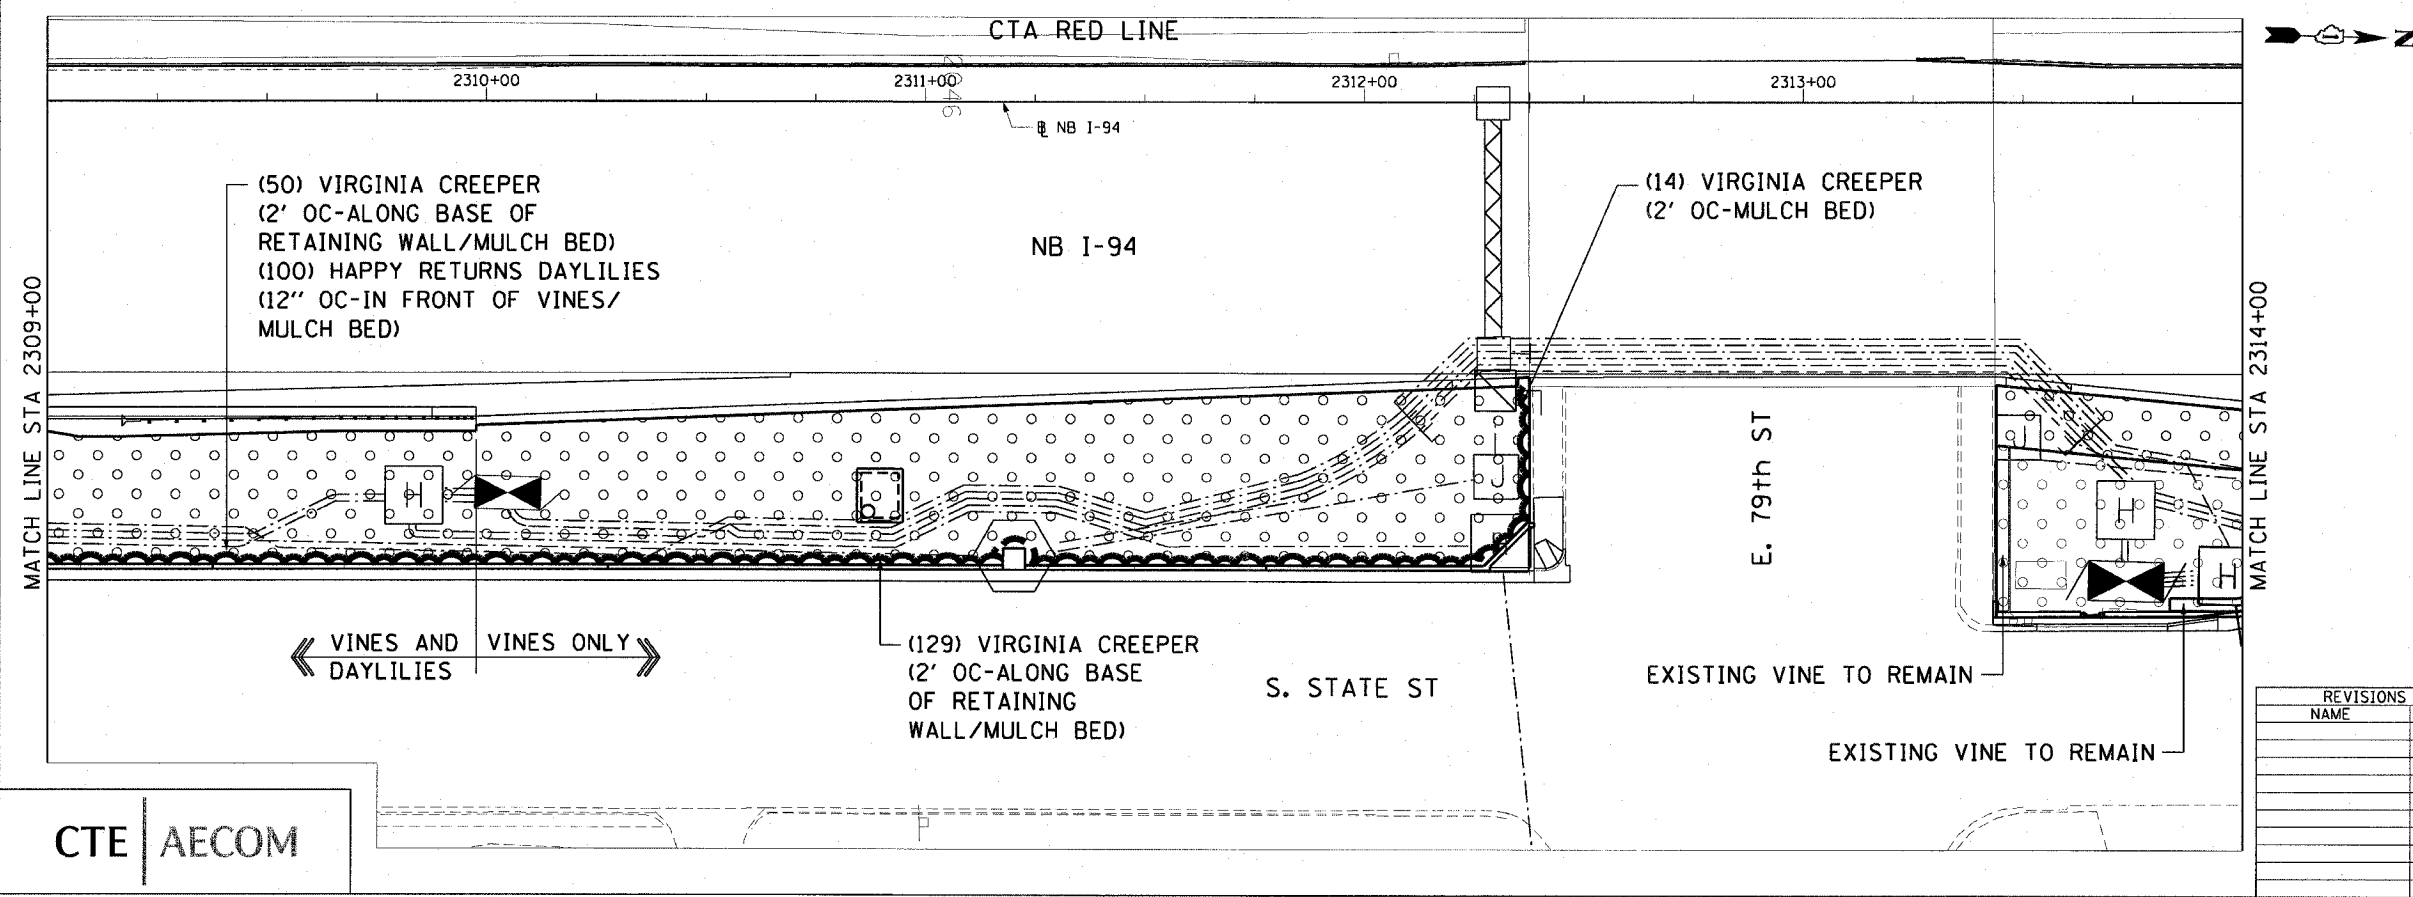 CTA RED LINE
2310+00
2311+00
2312+00
2313+00
N
NB I-94
(50) VIRGINIA CREEPER
(2' OC-ALONG BASE OF
RETAINING WALL/MULCH BED)
(100) HAPPY RETURNS DAYLILIES
(12" OC-IN FRONT OF VINES/
MULCH BED)
NB I-94
(14) VIRGINIA CREEPER
(2' OC-MULCH BED)
MATCH LINE STA 2309+00
MATCH LINE STA 2314+00
E. 79th ST
H
J
J
H
H
VINES AND
DAYLILIES
VINES ONLY
(129) VIRGINIA CREEPER
(2' OC-ALONG BASE
OF RETAINING
WALL/MULCH BED)
S. STATE ST
EXISTING VINE TO REMAIN
EXISTING VINE TO REMAIN
REVISIONS
NAME
CTE | AECOM